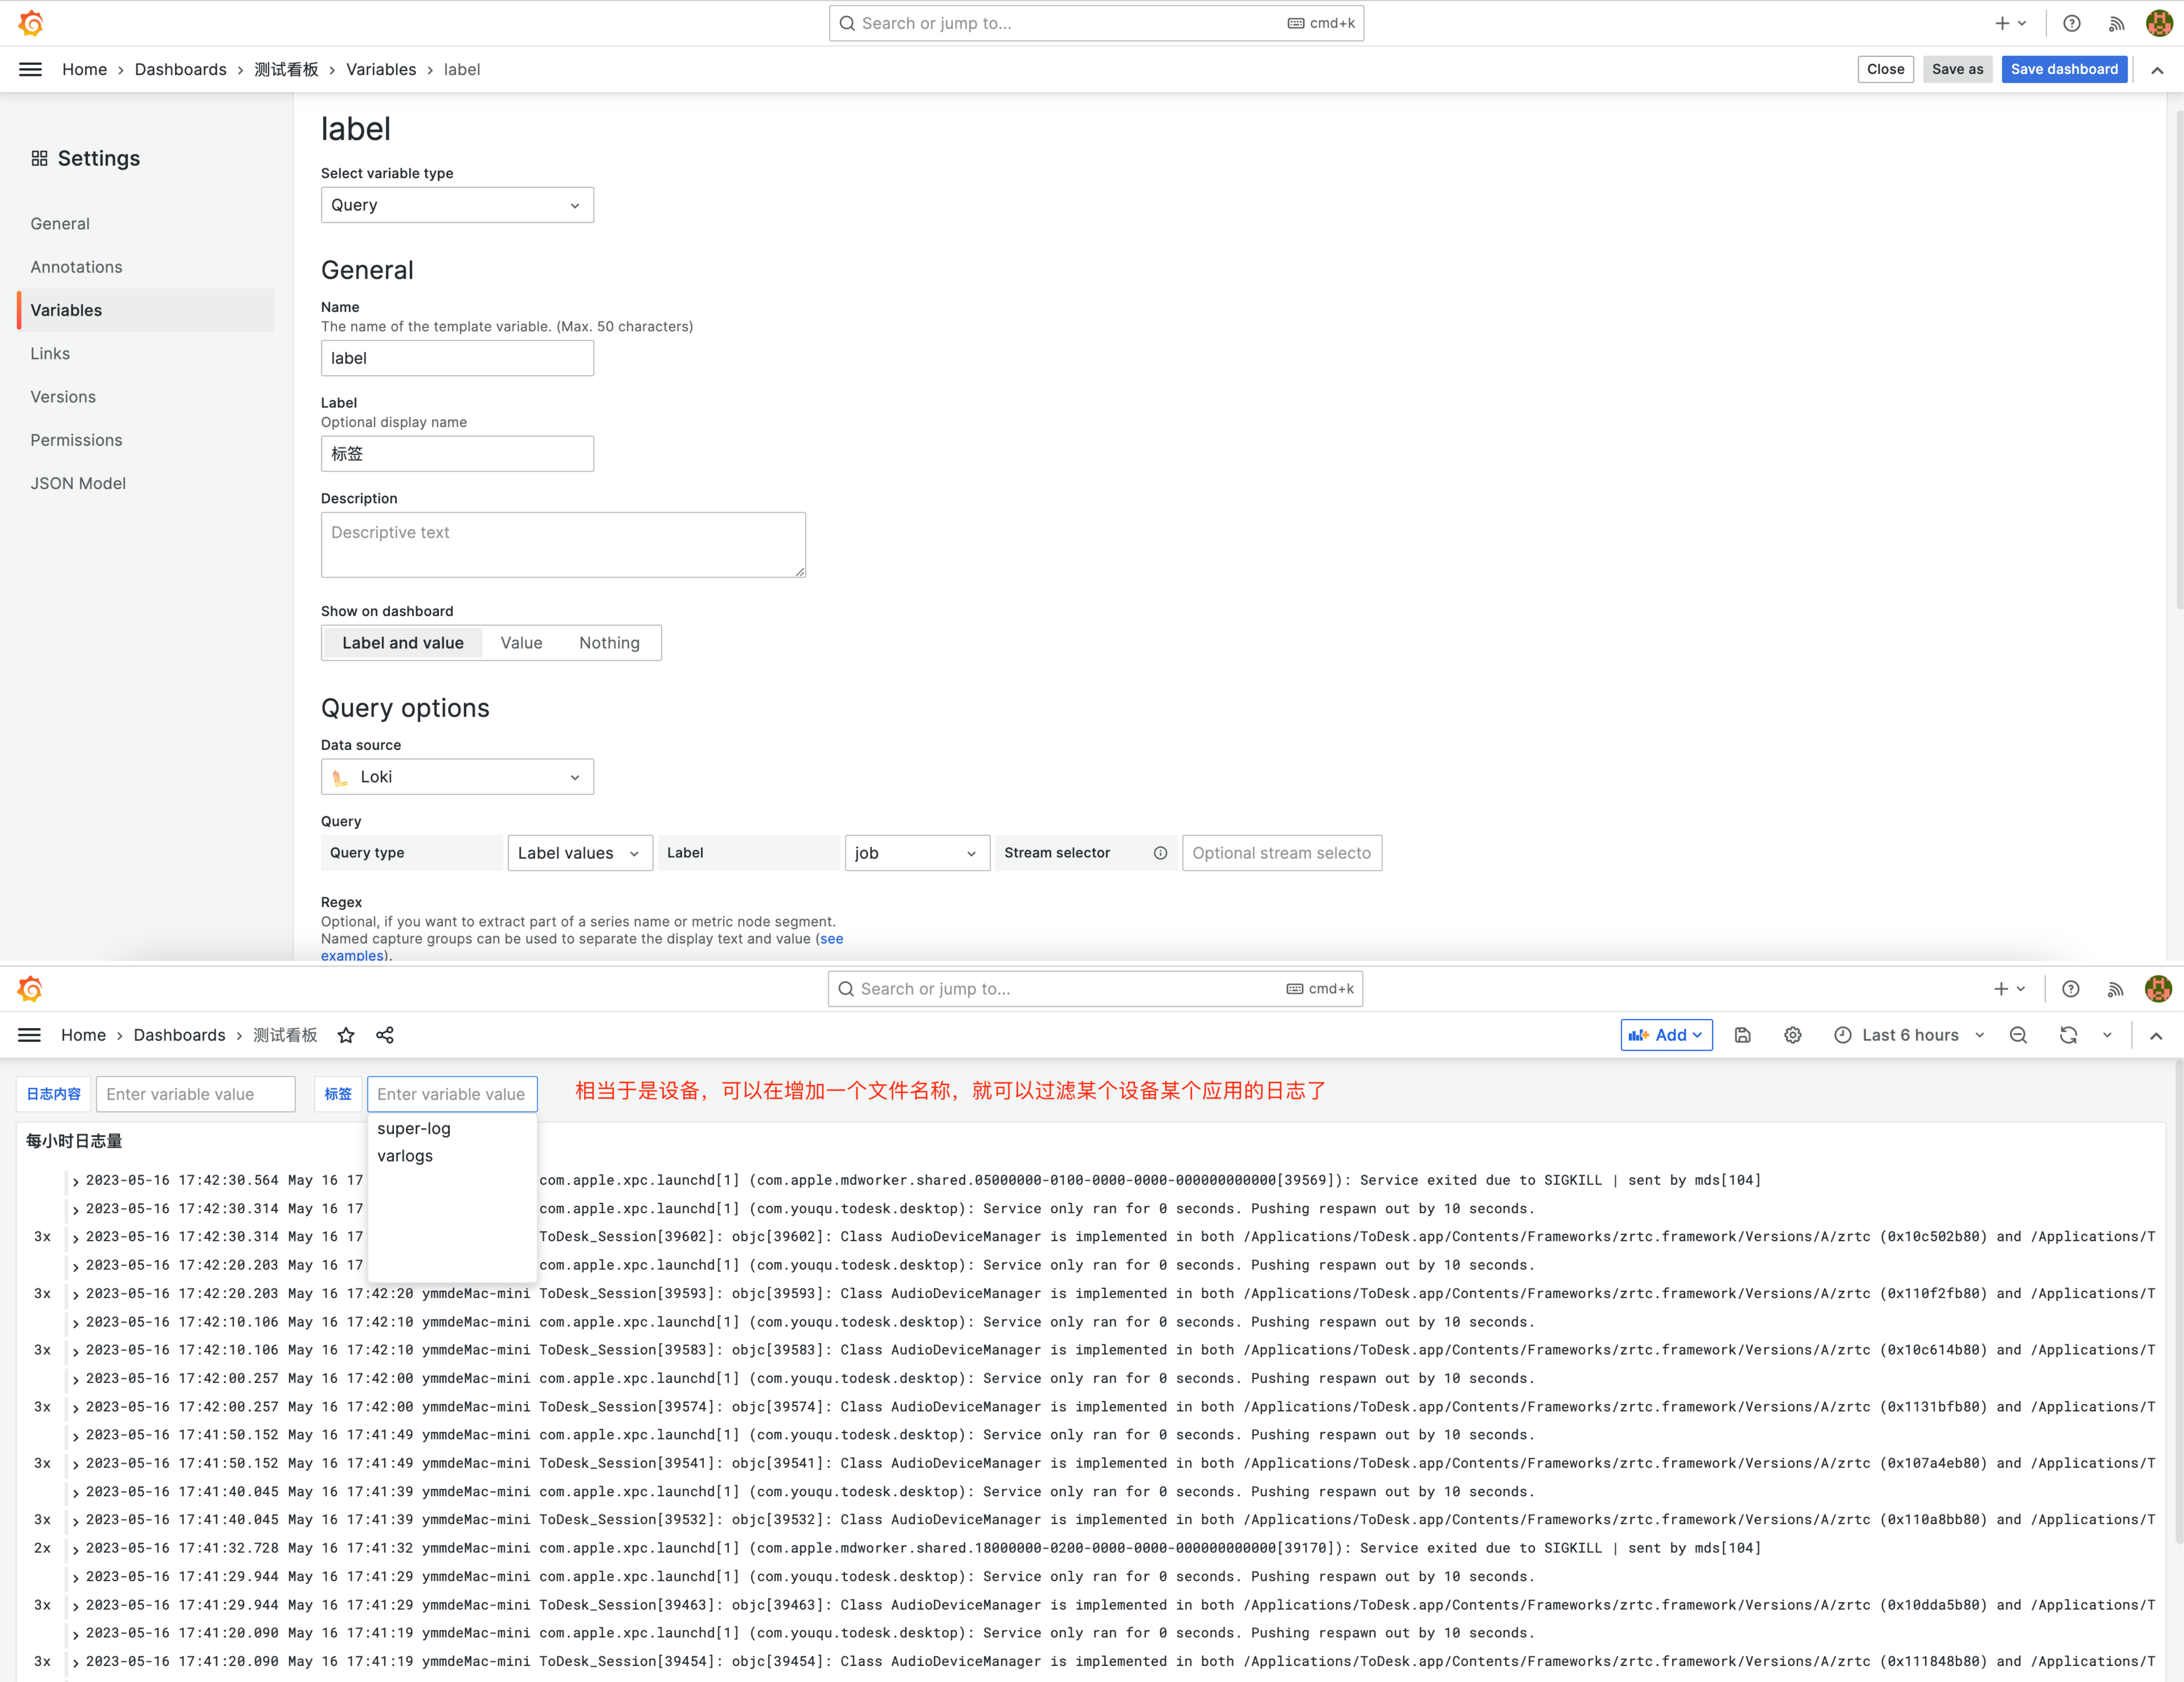 Search or jump to... cmd+k
Home › Dashboards › 测试看板 › Variables › label Close Save as Save dashboard
Settings
General
Annotations
Variables
Links
Versions
Permissions
JSON Model
label
Select variable type
Query
General
Name
The name of the template variable. (Max. 50 characters)
label
Label
Optional display name
标签
Description
Descriptive text
Show on dashboard
Label and value Value Nothing
Query options
Data source
Loki
Query
Query type Label values Label job Stream selector Optional stream selecto
Regex
Optional, if you want to extract part of a series name or metric node segment.
Named capture groups can be used to separate the display text and value (see
examples).
Search or jump to... cmd+k
Home › Dashboards › 测试看板 Add Last 6 hours
日志内容 Enter variable value 标签 Enter variable value 相当于是设备，可以在增加一个文件名称，就可以过滤某个设备某个应用的日志了
super-log
varlogs
每小时日志量
2023-05-16 17:42:30.564 May 16 17 com.apple.xpc.launchd[1] (com.apple.mdworker.shared.05000000-0100-0000-0000-000000000000[39569]): Service exited due to SIGKILL | sent by mds[104]
2023-05-16 17:42:30.314 May 16 17 com.apple.xpc.launchd[1] (com.youqu.todesk.desktop): Service only ran for 0 seconds. Pushing respawn out by 10 seconds.
3x 2023-05-16 17:42:30.314 May 16 17 ToDesk_Session[39602]: objc[39602]: Class AudioDeviceManager is implemented in both /Applications/ToDesk.app/Contents/Frameworks/zrtc.framework/Versions/A/zrtc (0x10c502b80) and /Applications/T
2023-05-16 17:42:20.203 May 16 17 com.apple.xpc.launchd[1] (com.youqu.todesk.desktop): Service only ran for 0 seconds. Pushing respawn out by 10 seconds.
3x 2023-05-16 17:42:20.203 May 16 17:42:20 ymmdeMac-mini ToDesk_Session[39593]: objc[39593]: Class AudioDeviceManager is implemented in both /Applications/ToDesk.app/Contents/Frameworks/zrtc.framework/Versions/A/zrtc (0x110f2fb80) and /Applications/T
2023-05-16 17:42:10.106 May 16 17:42:10 ymmdeMac-mini com.apple.xpc.launchd[1] (com.youqu.todesk.desktop): Service only ran for 0 seconds. Pushing respawn out by 10 seconds.
3x 2023-05-16 17:42:10.106 May 16 17:42:10 ymmdeMac-mini ToDesk_Session[39583]: objc[39583]: Class AudioDeviceManager is implemented in both /Applications/ToDesk.app/Contents/Frameworks/zrtc.framework/Versions/A/zrtc (0x10c614b80) and /Applications/T
2023-05-16 17:42:00.257 May 16 17:42:00 ymmdeMac-mini com.apple.xpc.launchd[1] (com.youqu.todesk.desktop): Service only ran for 0 seconds. Pushing respawn out by 10 seconds.
3x 2023-05-16 17:42:00.257 May 16 17:42:00 ymmdeMac-mini ToDesk_Session[39574]: objc[39574]: Class AudioDeviceManager is implemented in both /Applications/ToDesk.app/Contents/Frameworks/zrtc.framework/Versions/A/zrtc (0x1131bfb80) and /Applications/T
2023-05-16 17:41:50.152 May 16 17:41:49 ymmdeMac-mini com.apple.xpc.launchd[1] (com.youqu.todesk.desktop): Service only ran for 0 seconds. Pushing respawn out by 10 seconds.
3x 2023-05-16 17:41:50.152 May 16 17:41:49 ymmdeMac-mini ToDesk_Session[39541]: objc[39541]: Class AudioDeviceManager is implemented in both /Applications/ToDesk.app/Contents/Frameworks/zrtc.framework/Versions/A/zrtc (0x107a4eb80) and /Applications/T
2023-05-16 17:41:40.045 May 16 17:41:39 ymmdeMac-mini com.apple.xpc.launchd[1] (com.youqu.todesk.desktop): Service only ran for 0 seconds. Pushing respawn out by 10 seconds.
3x 2023-05-16 17:41:40.045 May 16 17:41:39 ymmdeMac-mini ToDesk_Session[39532]: objc[39532]: Class AudioDeviceManager is implemented in both /Applications/ToDesk.app/Contents/Frameworks/zrtc.framework/Versions/A/zrtc (0x110a8bb80) and /Applications/T
2x 2023-05-16 17:41:32.728 May 16 17:41:32 ymmdeMac-mini com.apple.xpc.launchd[1] (com.apple.mdworker.shared.18000000-0200-0000-0000-000000000000[39170]): Service exited due to SIGKILL | sent by mds[104]
2023-05-16 17:41:29.944 May 16 17:41:29 ymmdeMac-mini com.apple.xpc.launchd[1] (com.youqu.todesk.desktop): Service only ran for 0 seconds. Pushing respawn out by 10 seconds.
3x 2023-05-16 17:41:29.944 May 16 17:41:29 ymmdeMac-mini ToDesk_Session[39463]: objc[39463]: Class AudioDeviceManager is implemented in both /Applications/ToDesk.app/Contents/Frameworks/zrtc.framework/Versions/A/zrtc (0x10dda5b80) and /Applications/T
2023-05-16 17:41:20.090 May 16 17:41:19 ymmdeMac-mini com.apple.xpc.launchd[1] (com.youqu.todesk.desktop): Service only ran for 0 seconds. Pushing respawn out by 10 seconds.
3x 2023-05-16 17:41:20.090 May 16 17:41:19 ymmdeMac-mini ToDesk_Session[39454]: objc[39454]: Class AudioDeviceManager is implemented in both /Applications/ToDesk.app/Contents/Frameworks/zrtc.framework/Versions/A/zrtc (0x111848b80) and /Applications/T